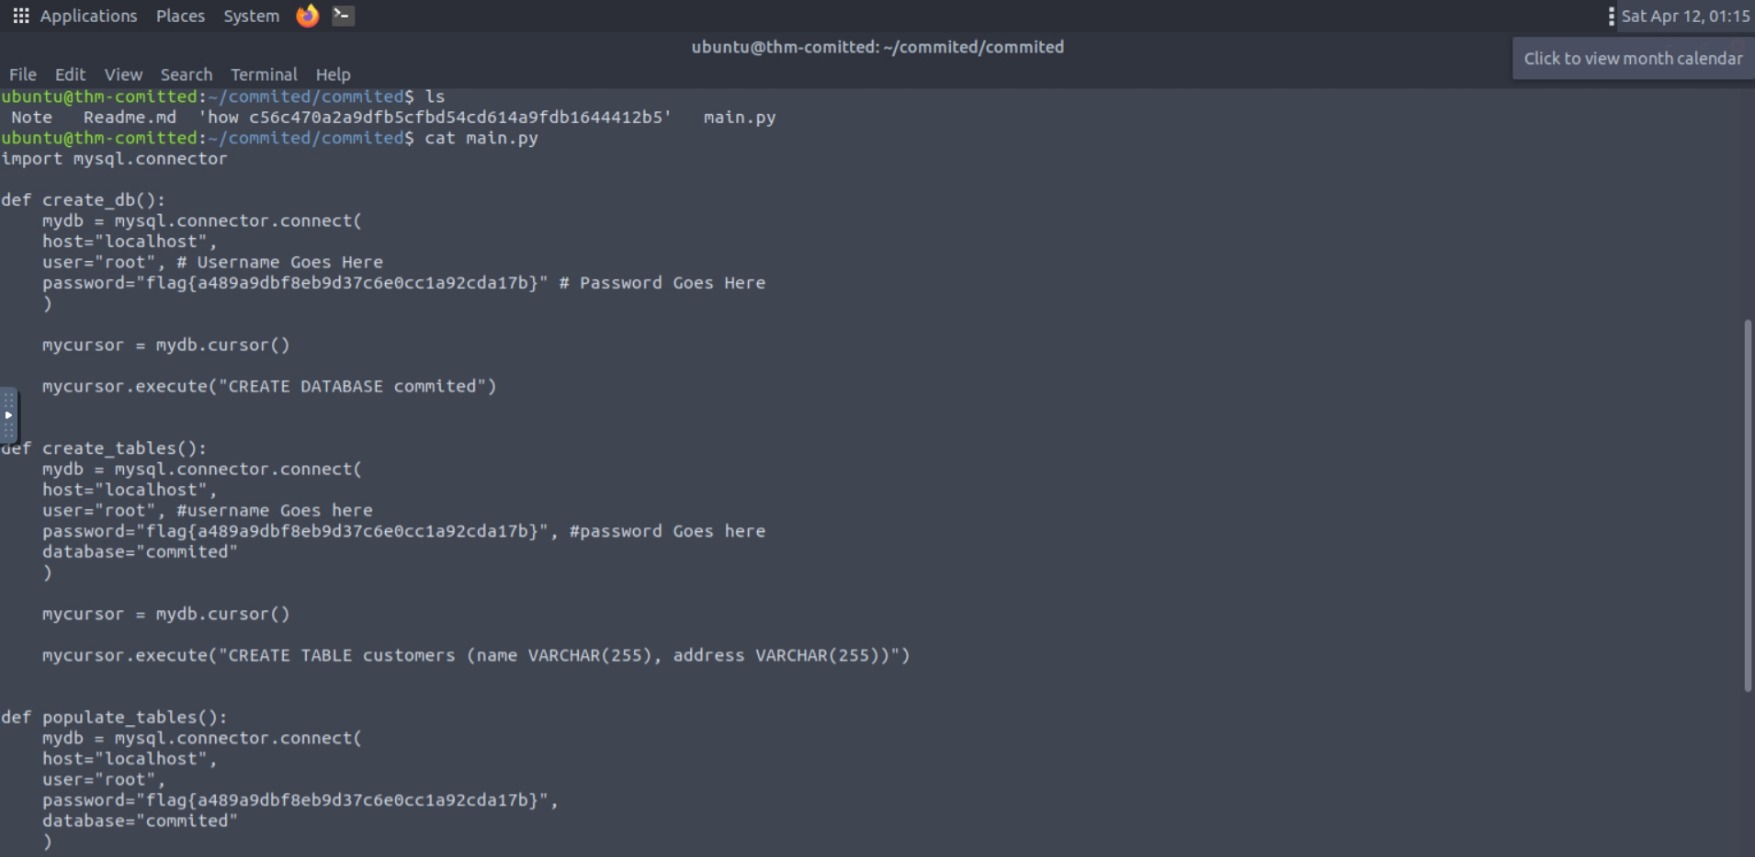 Applications Places System
Sat Apr 12, 01:15
ubuntu@thm-comitted: ~/commited/commited
Click to view month calendar
File Edit View Search Terminal Help
ubuntu@thm-comitted:~/commited/commited$ ls
 Note   Readme.md  'how c56c470a2a9dfb5cfbd54cd614a9fdb1644412b5'   main.py
ubuntu@thm-comitted:~/commited/commited$ cat main.py
import mysql.connector
def create_db():
    mydb = mysql.connector.connect(
    host="localhost",
    user="root", # Username Goes Here
    password="flag{a489a9dbf8eb9d37c6e0cc1a92cda17b}" # Password Goes Here
    )
    mycursor = mydb.cursor()
    mycursor.execute("CREATE DATABASE commited")
def create_tables():
    mydb = mysql.connector.connect(
    host="localhost",
    user="root", #username Goes here
    password="flag{a489a9dbf8eb9d37c6e0cc1a92cda17b}", #password Goes here
    database="commited"
    )
    mycursor = mydb.cursor()
    mycursor.execute("CREATE TABLE customers (name VARCHAR(255), address VARCHAR(255))")
def populate_tables():
    mydb = mysql.connector.connect(
    host="localhost",
    user="root",
    password="flag{a489a9dbf8eb9d37c6e0cc1a92cda17b}",
    database="commited"
    )